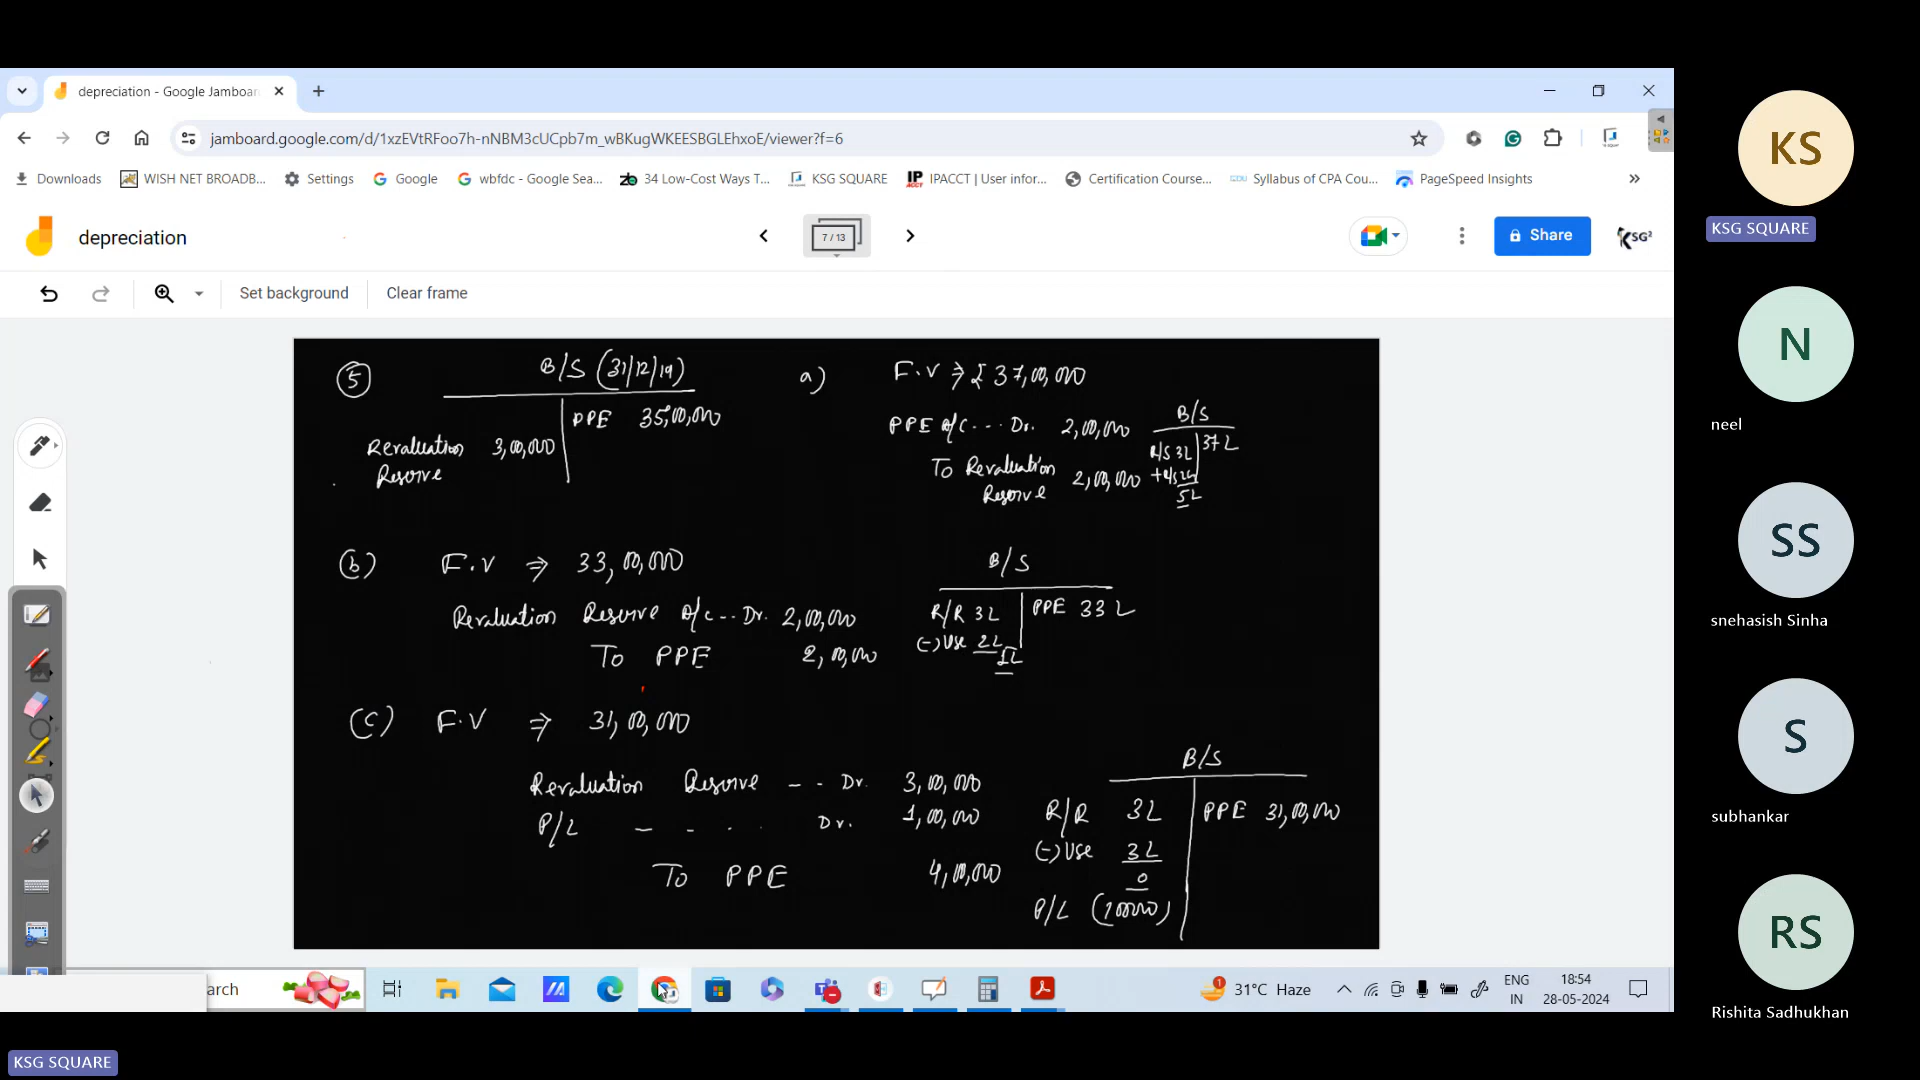 depreciation - Google Jamboar
jamboard.google.com/d/1xzEVtRFoo7h-nNBM3cUCpb7m_wBKugWKEESBGLEhxoE/viewer?f=6
Downloads
WISH NET BROADB...
Settings
Google
wbfdc - Google Sea...
34 Low-Cost Ways T...
KSG SQUARE
IPACCT | User infor...
Certification Course...
Syllabus of CPA Cou...
PageSpeed Insights
depreciation
7 / 13
Share
KSG²
Set background
Clear frame
5
B/S (31/12/19)
PPE 35,00,000
Revaluation 3,00,000
Reserve
a) F.V ⇒ ₹ 37,00,000
PPE A/C --- Dr. 2,00,000
To Revaluation
Reserve 2,00,000
B/S
R/S 3L 37 L
+ R/S 2L
5L
(b) F.V ⇒ 33,00,000
Revaluation Reserve A/c -- Dr. 2,00,000
To PPE 2,00,000
B/S
R/R 3L PPE 33 L
(-) Use 2L
1L
(C) F.V ⇒ 31,00,000
Revaluation Reserve -- Dr. 3,00,000
P/L - - . . Dr. 1,00,000
To PPE 4,00,000
B/S
R/R 3L PPE 31,00,000
(-) Use 3L
0
P/L (100000)
arch
31°C Haze
ENG
IN
18:54
28-05-2024
KS
KSG SQUARE
N
neel
SS
snehasish Sinha
S
subhankar
RS
Rishita Sadhukhan
KSG SQUARE